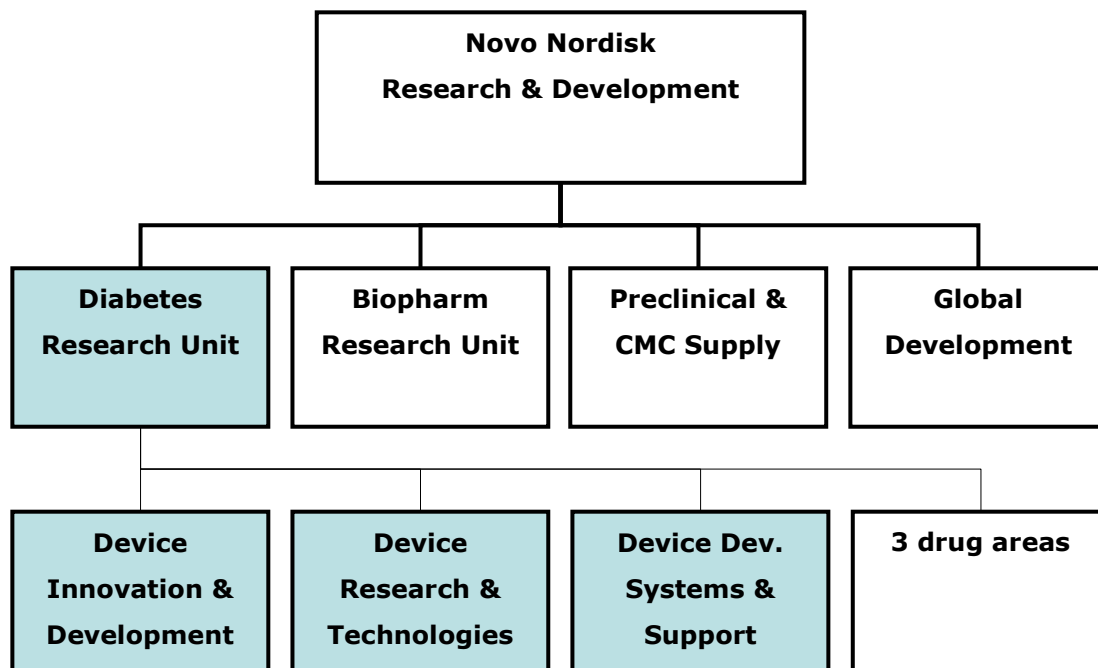 Novo Nordisk
Research & Development
Diabetes
Research Unit
Biopharm
Research Unit
Preclinical &
CMC Supply
Global
Development
Device
Innovation &
Development
Device
Research &
Technologies
Device Dev.
Systems &
Support
3 drug areas